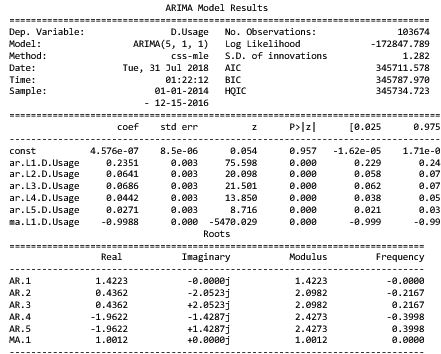 ARIMA Model Results
Dep. Variable: D.Usage No. Observations: 103674
Model: ARIMA(5, 1, 1) Log Likelihood -172847.789
Method: css-mle S.D. of innovations 1.282
Date: Tue, 31 Jul 2018 AIC 345711.578
Time: 01:22:12 BIC 345787.970
Sample: 01-01-2014 HQIC 345734.723
- 12-15-2016
coef std err z P>|z| [0.025 0.975
const 4.576e-07 8.5e-06 0.054 0.957 -1.62e-05 1.71e-0
ar.L1.D.Usage 0.2351 0.003 75.598 0.000 0.229 0.24
ar.L2.D.Usage 0.0641 0.003 20.098 0.000 0.058 0.07
ar.L3.D.Usage 0.0686 0.003 21.501 0.000 0.062 0.07
ar.L4.D.Usage 0.0442 0.003 13.850 0.000 0.038 0.05
ar.L5.D.Usage 0.0271 0.003 8.716 0.000 0.021 0.03
ma.L1.D.Usage -0.9988 0.000 -5470.029 0.000 -0.999 -0.99
Roots
Real Imaginary Modulus Frequency
AR.1 1.4223 -0.0000j 1.4223 -0.0000
AR.2 0.4362 -2.0523j 2.0982 -0.2167
AR.3 0.4362 +2.0523j 2.0982 0.2167
AR.4 -1.9622 -1.4287j 2.4273 -0.3998
AR.5 -1.9622 +1.4287j 2.4273 0.3998
MA.1 1.0012 +0.0000j 1.0012 0.0000